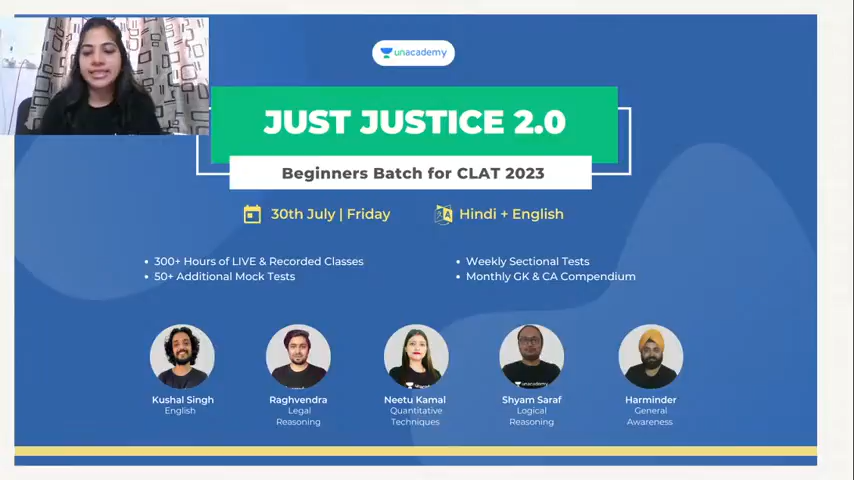 unacademy
JUST JUSTICE 2.0
Beginners Batch for CLAT 2023
30th July | Friday
Hindi + English
• 300+ Hours of LIVE & Recorded Classes
• 50+ Additional Mock Tests
• Weekly Sectional Tests
• Monthly GK & CA Compendium
Kushal Singh
English
Raghvendra
Legal
Reasoning
Neetu Kamal
Quantitative
Techniques
unacademy
Shyam Saraf
Logical
Reasoning
Harminder
General
Awareness